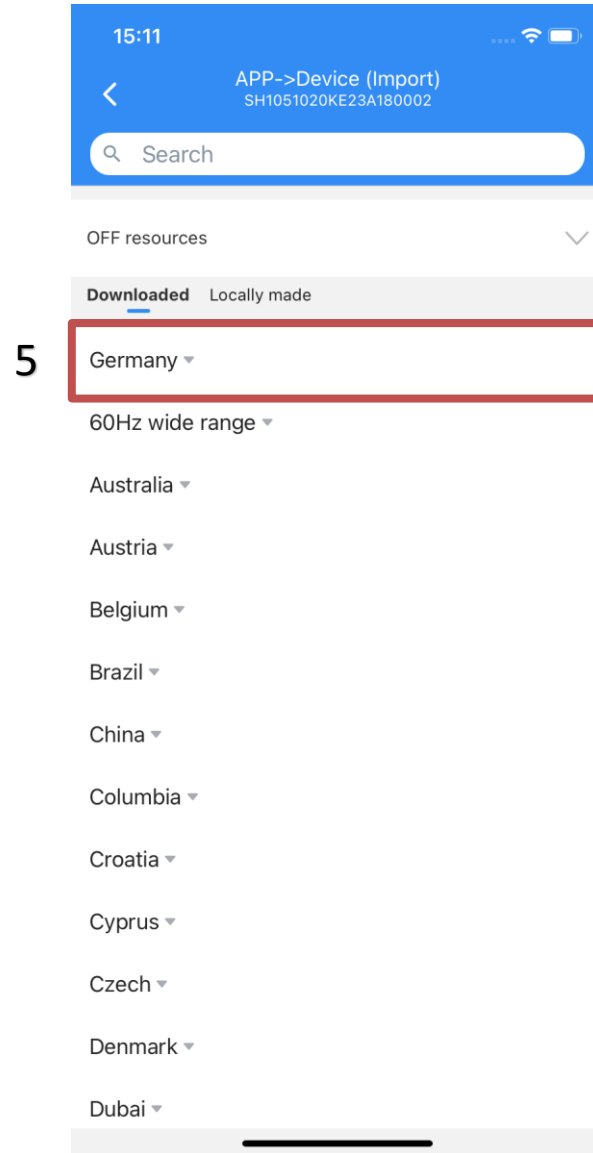 15:11
APP->Device (Import)
SH1051020KE23A180002
Search
OFF resources
Downloaded Locally made
5
Germany
60Hz wide range
Australia
Austria
Belgium
Brazil
China
Columbia
Croatia
Cyprus
Czech
Denmark
Dubai